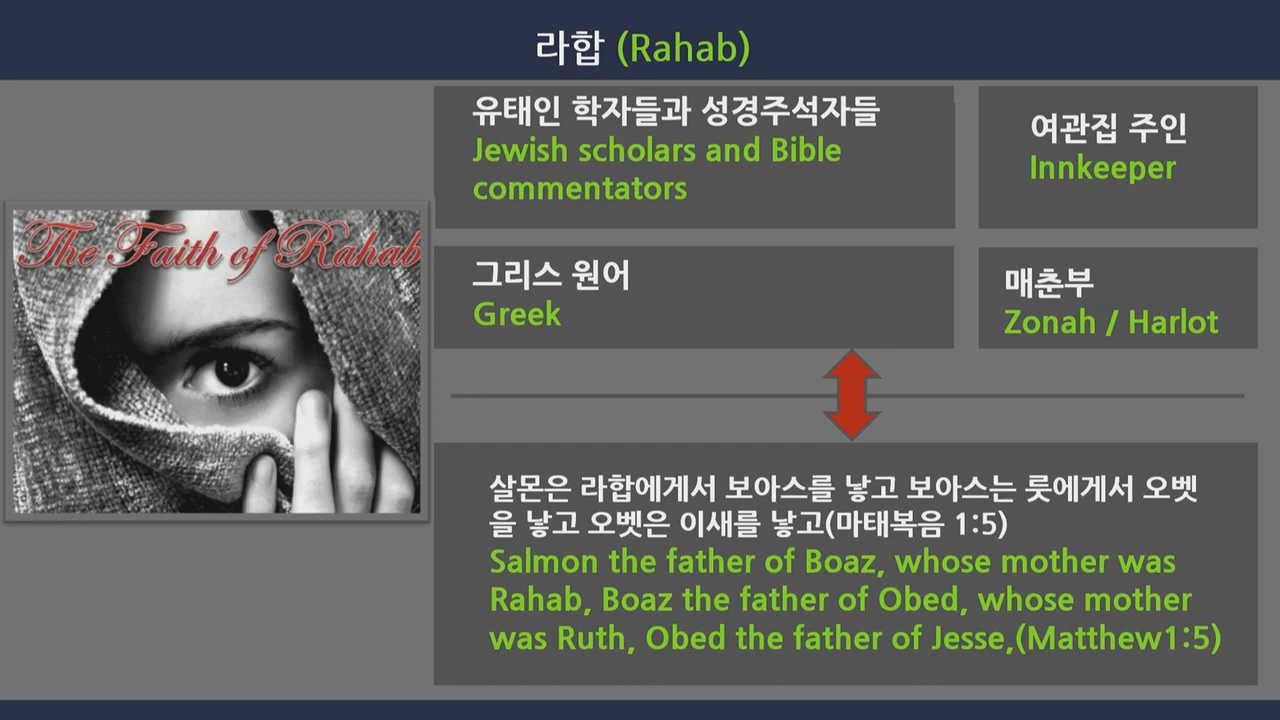 라합 (Rahab)
유태인 학자들과 성경주석자들
Jewish scholars and Bible
commentators
여관집 주인
Innkeeper
The Faith of Rahab
그리스 원어
Greek
매춘부
Zonah / Harlot
살몬은 라합에게서 보아스를 낳고 보아스는 룻에게서 오벳
을 낳고 오벳은 이새를 낳고(마태복음 1:5)
Salmon the father of Boaz, whose mother was
Rahab, Boaz the father of Obed, whose mother
was Ruth, Obed the father of Jesse,(Matthew1:5)